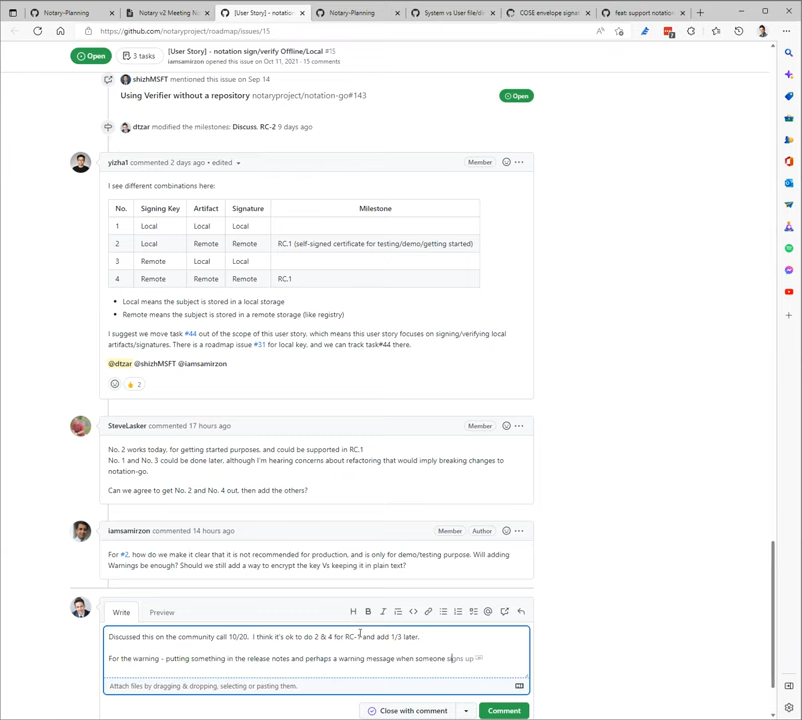 Notary-Planning
Notary v2 Meeting Not
[User Story] - notation
Notary-Planning
System vs User file/di
COSE envelope signat
feat: support notation
https://github.com/notaryproject/roadmap/issues/15
Open
3 tasks
[User Story] - notation sign/verify Offline/Local #15
iamsamirzon opened this issue on Oct 11, 2021 · 15 comments
shizhMSFT mentioned this issue on Sep 14
Using Verifier without a repository notaryproject/notation-go#143
Open
dtzar modified the milestones: Discuss, RC-2 9 days ago
yizha1 commented 2 days ago • edited
Member
I see different combinations here:
No. Signing Key Artifact Signature Milestone
1 Local Local Local
2 Local Remote Remote RC.1 (self-signed certificate for testing/demo/getting started)
3 Remote Local Local
4 Remote Remote Remote RC.1
• Local means the subject is stored in a local storage
• Remote means the subject is stored in a remote storage (like registry)
I suggest we move task #44 out of the scope of this user story, which means this user story focuses on signing/verifying local
artifacts/signatures. There is a roadmap issue #31 for local key, and we can track task#44 there.
@dtzar @shizhMSFT @iamsamirzon
2
SteveLasker commented 17 hours ago
Member
No. 2 works today, for getting started purposes, and could be supported in RC.1
No. 1 and No. 3 could be done later, although I'm hearing concerns about refactoring that would imply breaking changes to
notation-go.
Can we agree to get No. 2 and No. 4 out, then add the others?
iamsamirzon commented 14 hours ago
Member
Author
For #2, how do we make it clear that it is not recommended for production, and is only for demo/testing purpose. Will adding
Warnings be enough? Should we still add a way to encrypt the key Vs keeping it in plain text?
Write
Preview
Discussed this on the community call 10/20. I think it's ok to do 2 & 4 for RC-1 and add 1/3 later.
For the warning - putting something in the release notes and perhaps a warning message when someone signs up
Attach files by dragging & dropping, selecting or pasting them.
Close with comment
Comment